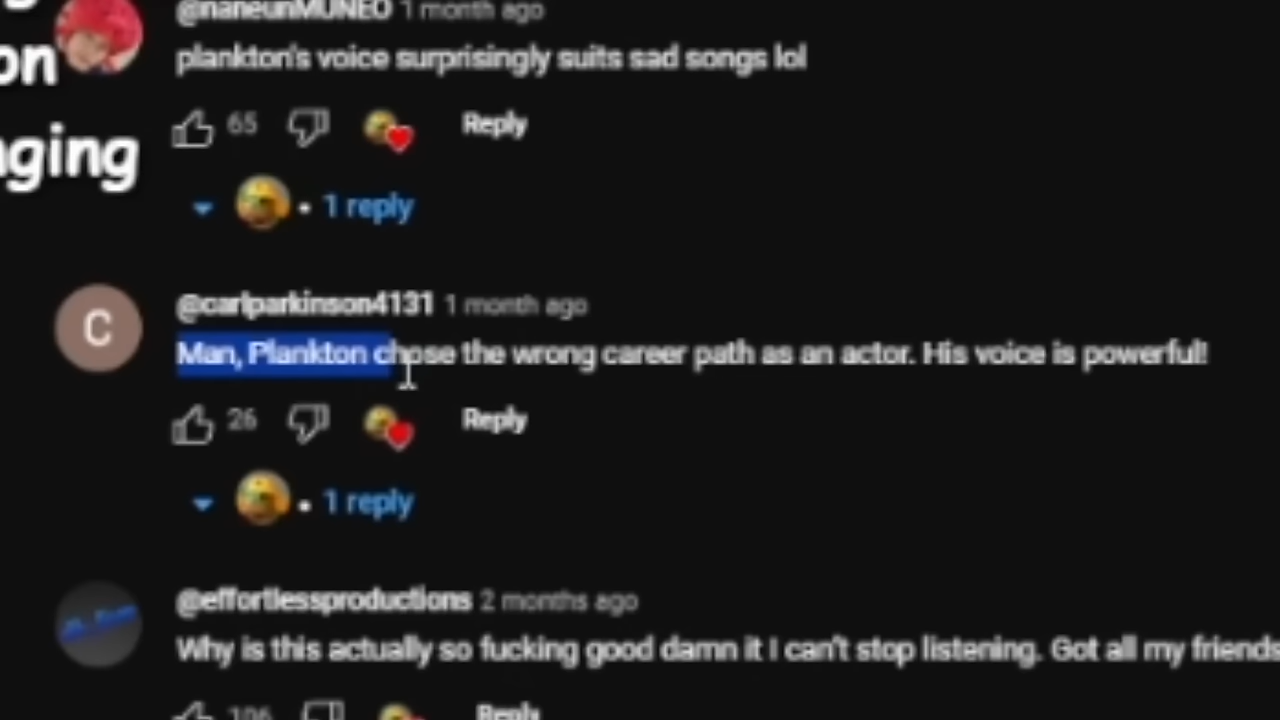 on
nging
@naneunMUNEO 1 month ago
plankton's voice surprisingly suits sad songs lol
65 Reply
1 reply
C
@carlparkinson4131 1 month ago
Man, Plankton chose the wrong career path as an actor. His voice is powerful!
26 Reply
1 reply
@effortlessproductions 2 months ago
Why is this actually so fucking good damn it I can't stop listening. Got all my friends
106 Reply